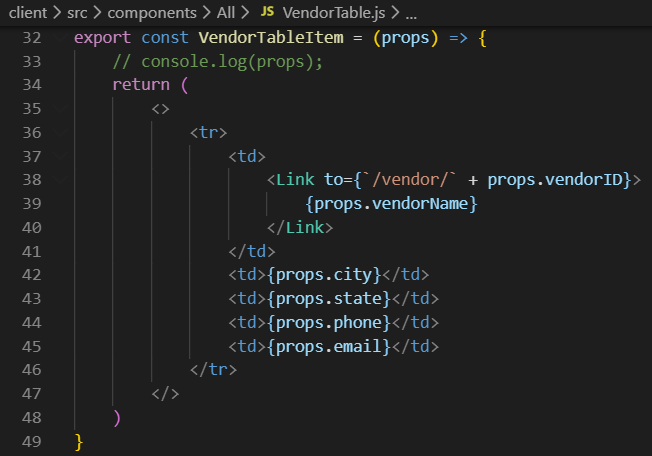 client > src > components > All > JS VendorTable.js > ...
32 export const VendorTableItem = (props) => {
33     // console.log(props);
34     return (
35         <>
36             <tr>
37                 <td>
38                     <Link to={`/vendor/` + props.vendorID}>
39                         {props.vendorName}
40                     </Link>
41                 </td>
42                 <td>{props.city}</td>
43                 <td>{props.state}</td>
44                 <td>{props.phone}</td>
45                 <td>{props.email}</td>
46             </tr>
47         </>
48     )
49 }